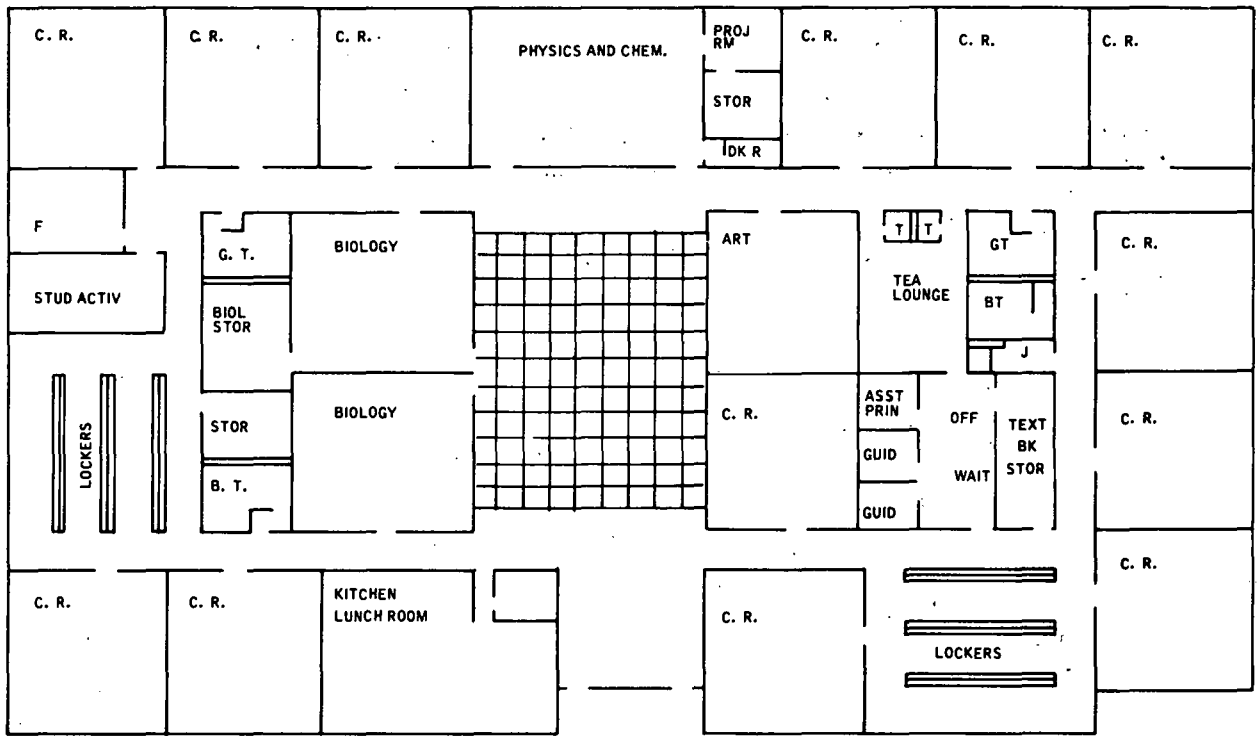 C. R.
C. R.
C. R.
PHYSICS AND CHEM.
PROJ
RM
C. R.
C. R.
C. R.
STOR
DK R
F
G. T.
BIOLOGY
ART
T
T
GT
C. R.
STUD ACTIV
BIOL
STOR
TEA
LOUNGE
BT
J
LOCKERS
STOR
BIOLOGY
C. R.
ASST
PRIN
OFF
TEXT
BK
STOR
C. R.
B. T.
GUID
WAIT
GUID
C. R.
C. R.
C. R.
KITCHEN
LUNCH ROOM
C. R.
LOCKERS